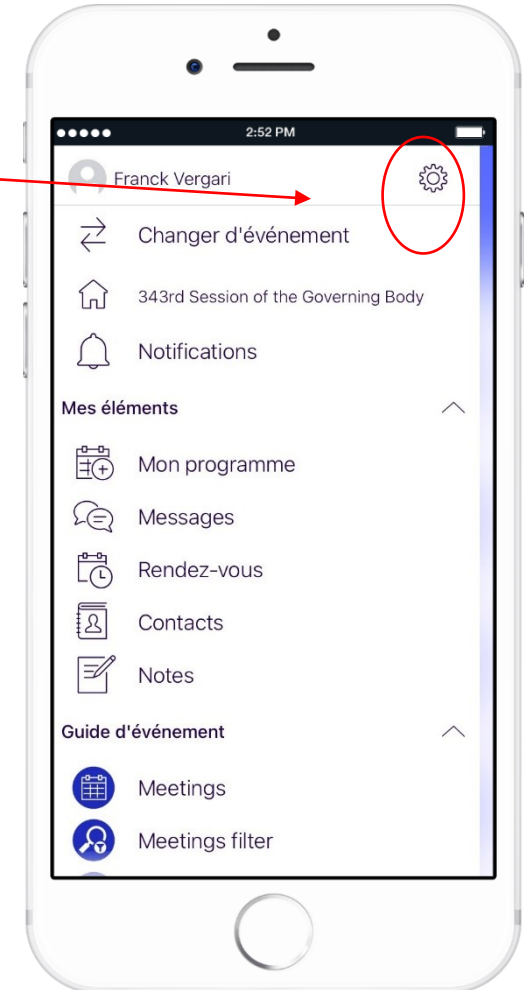 2:52 PM
Franck Vergari
Changer d'événement
343rd Session of the Governing Body
Notifications
Mes éléments
Mon programme
Messages
Rendez-vous
Contacts
Notes
Guide d'événement
Meetings
Meetings filter